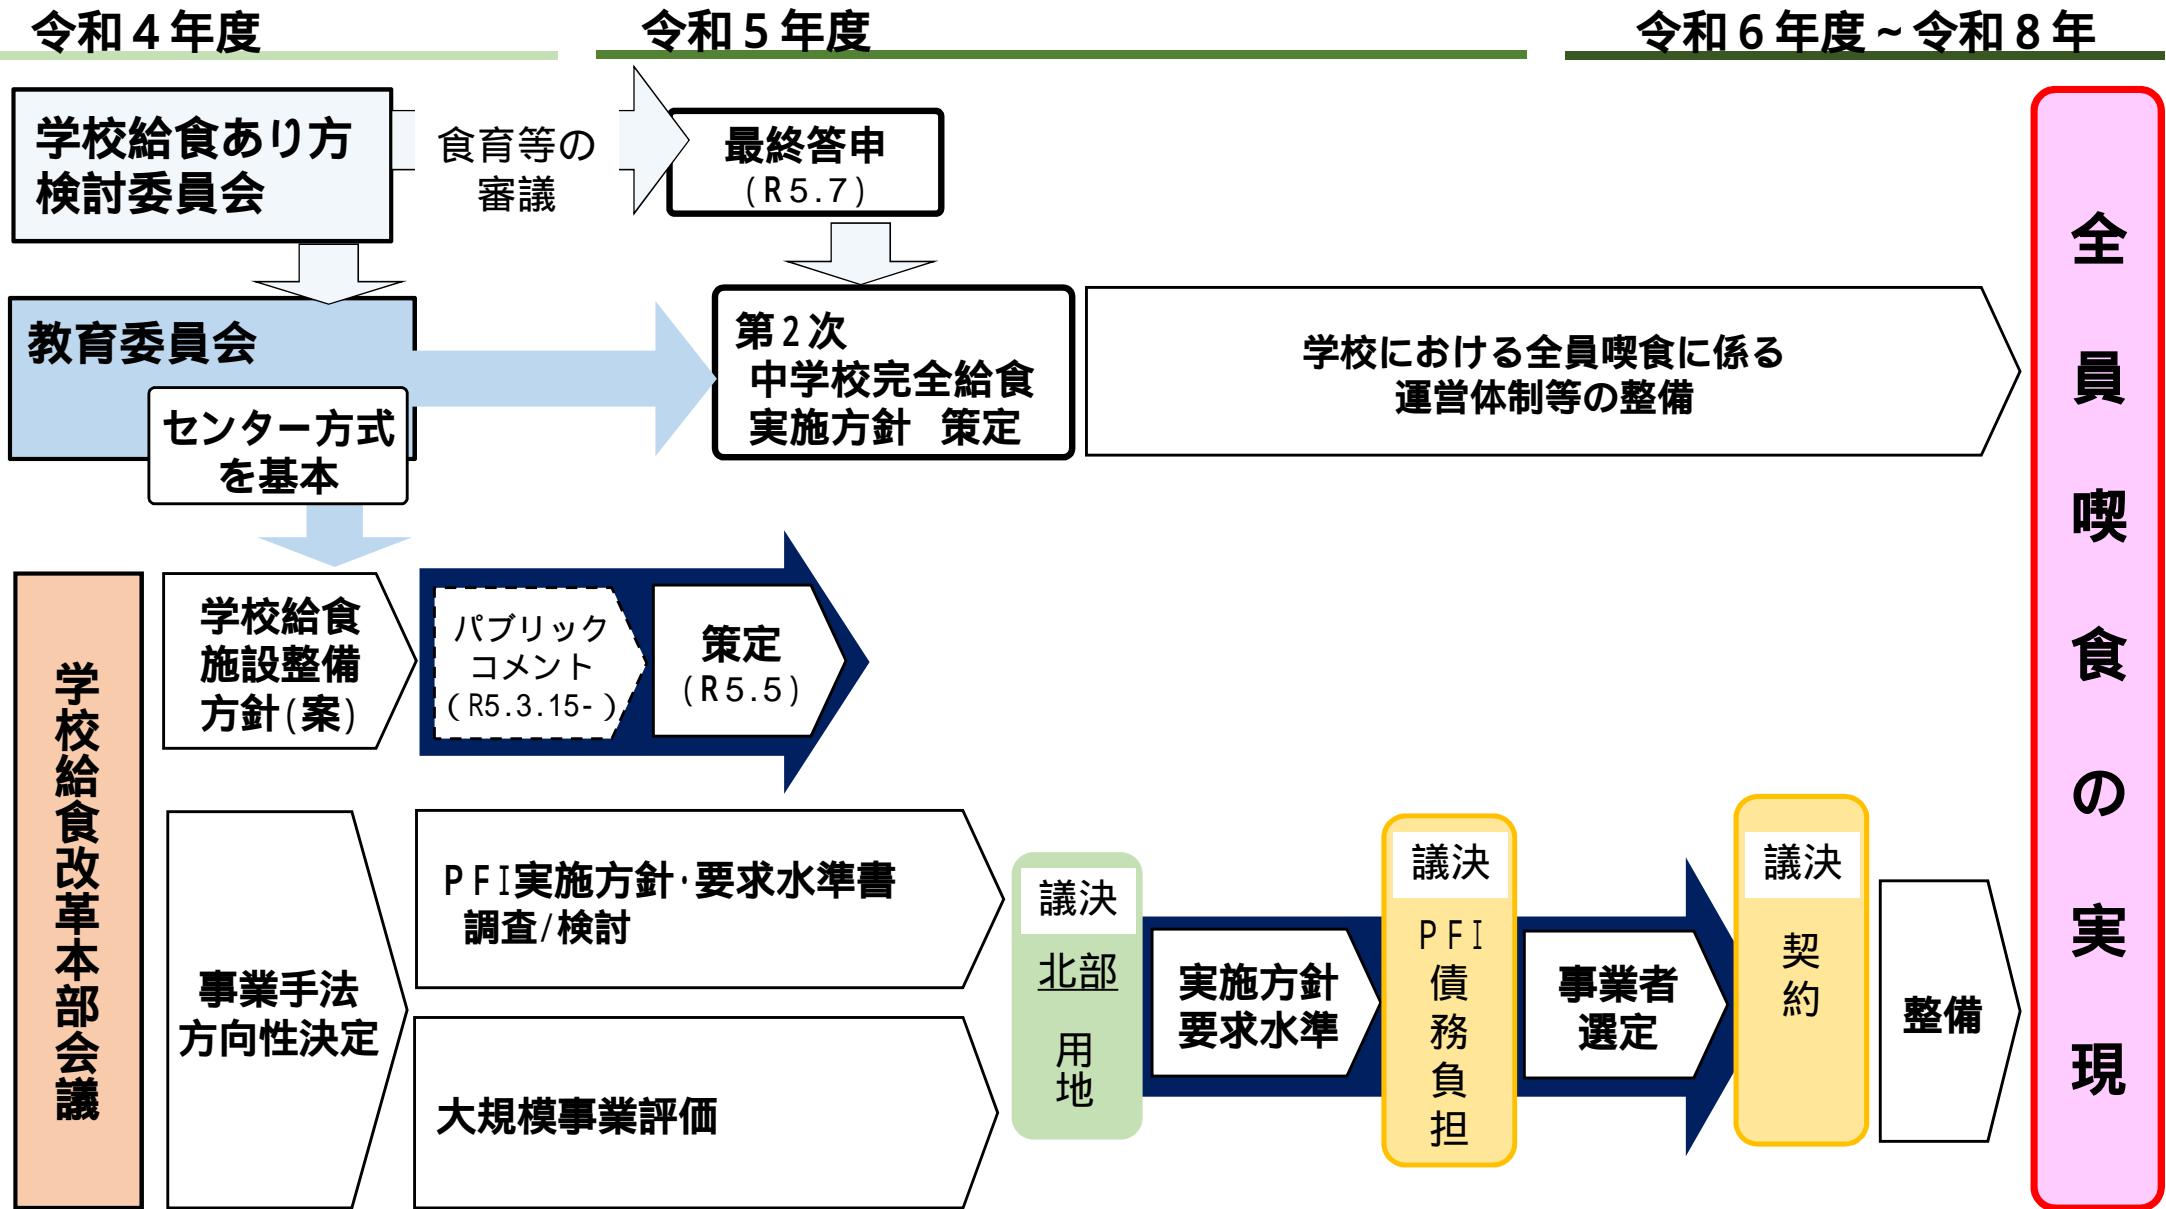 令和４年度
令和５年度
令和６年度～令和８年
学校給食あり方
検討委員会
食育等の
審議
最終答申
(R5.7)
教育委員会
センター方式
を基本
第2次
中学校完全給食
実施方針 策定
学校における全員喫食に係る
運営体制等の整備
学校給食改革本部会議
学校給食
施設整備
方針(案)
パブリック
コメント
(R5.3.15-)
策定
(R5.5)
事業手法
方向性決定
PFI実施方針・要求水準書
調査/検討
大規模事業評価
議決
北部
用地
実施方針
要求水準
議決
PFI
債務負担
事業者
選定
議決
契約
整備
全員喫食の実現